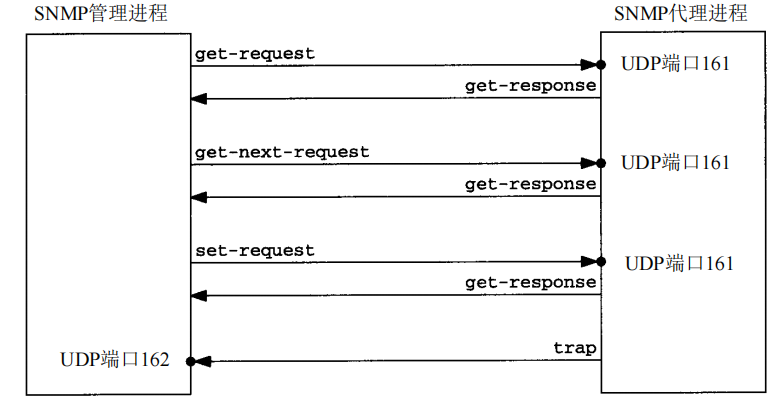 SNMP管理进程
SNMP代理进程
get-request
UDP端口161
get-response
get-next-request
UDP端口161
get-response
set-request
UDP端口161
get-response
trap
UDP端口162